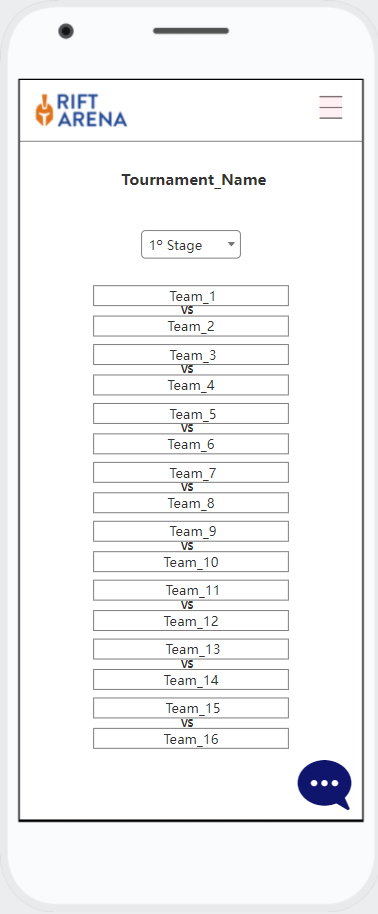 RIFT
ARENA
Tournament_Name
1º Stage
Team_1
VS
Team_2
Team_3
VS
Team_4
Team_5
VS
Team_6
Team_7
VS
Team_8
Team_9
VS
Team_10
Team_11
VS
Team_12
Team_13
VS
Team_14
Team_15
VS
Team_16